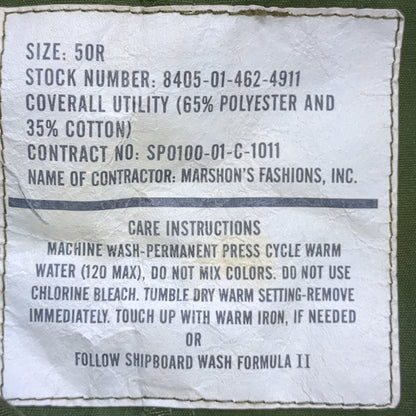 SIZE: 50R
STOCK NUMBER: 8405-01-462-4911
COVERALL UTILITY (65% POLYESTER AND
35% COTTON)
CONTRACT NO: SPO100-01-C-1011
NAME OF CONTRACTOR: MARSHON'S FASHIONS, INC.
CARE INSTRUCTIONS
MACHINE WASH-PERMANENT PRESS CYCLE WARM
WATER (120 MAX), DO NOT MIX COLORS. DO NOT USE
CHLORINE BLEACH. TUMBLE DRY WARM SETTING-REMOVE
IMMEDIATELY. TOUCH UP WITH WARM IRON, IF NEEDED
OR
FOLLOW SHIPBOARD WASH FORMULA II